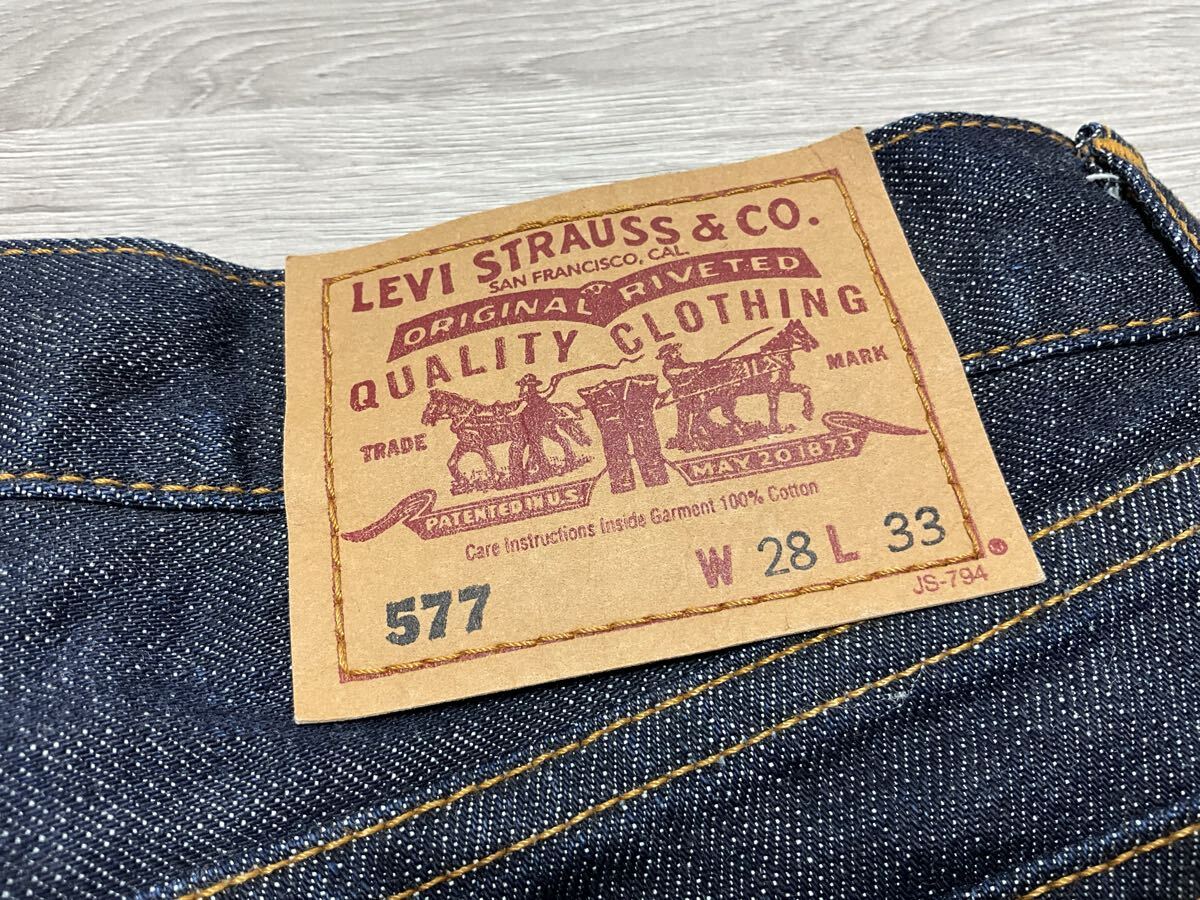 LEVI STRAUSS & CO.
SAN FRANCISCO, CAL.
ORIGINAL RIVETED
QUALITY CLOTHING
TRADE MARK
PATENTED IN U.S. MAY 20 1873
Care Instructions Inside Garment 100% Cotton
577 W 28 L 33
JS-794 ®